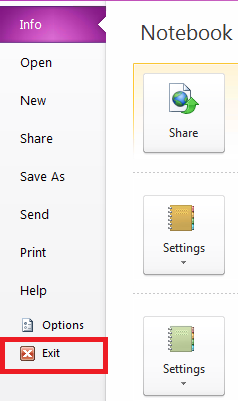 Info
Open
New
Share
Save As
Send
Print
Help
Options
Exit
Notebook
Share
Settings
Settings